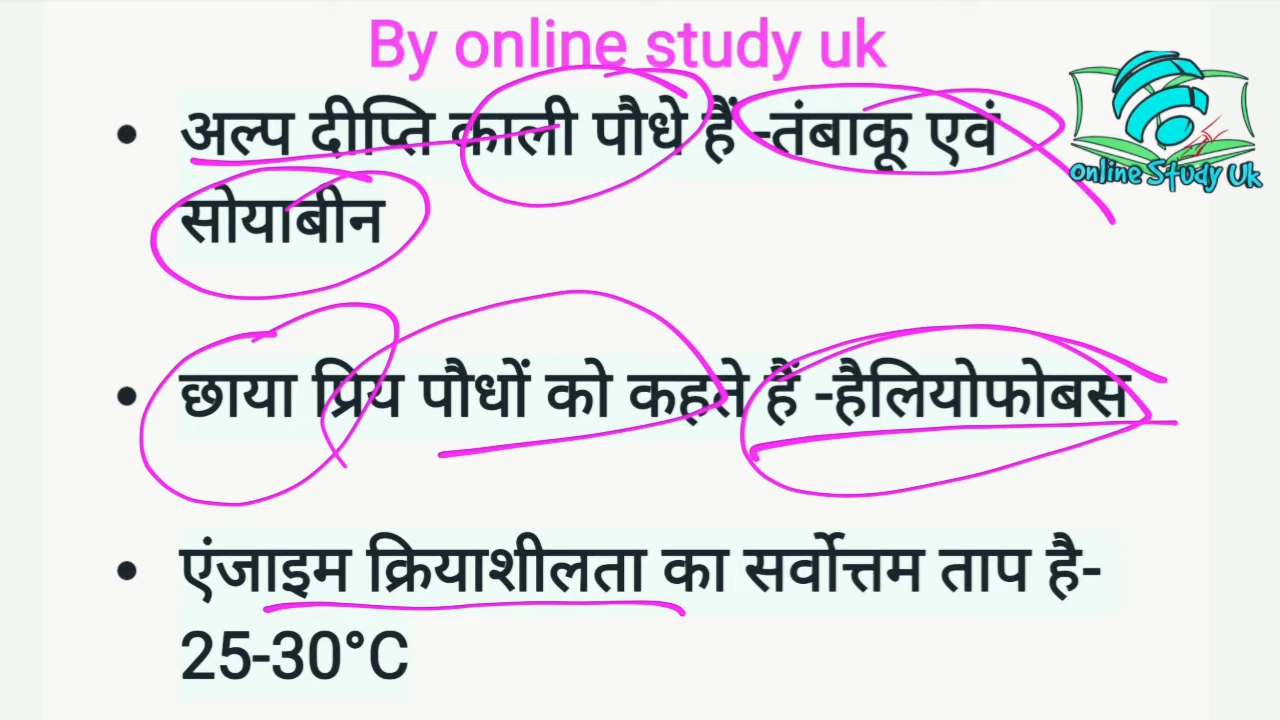 By online study uk
• अल्प दीप्ति काली पौधे हैं -तंबाकू एवं
सोयाबीन
• छाया प्रिय पौधों को कहते हैं -हैलियोफोबस
• एंजाइम क्रियाशीलता का सर्वोत्तम ताप है-
25-30°C
online Study Uk